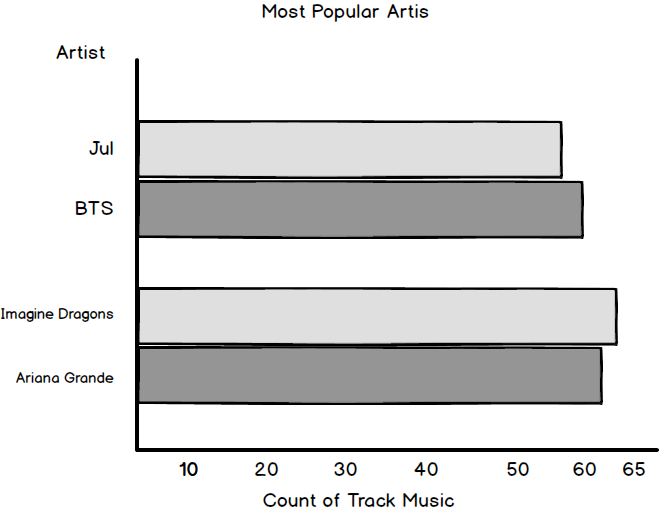 Most Popular Artis
Artist
Jul
BTS
Imagine Dragons
Ariana Grande
10 20 30 40 50 60 65
Count of Track Music